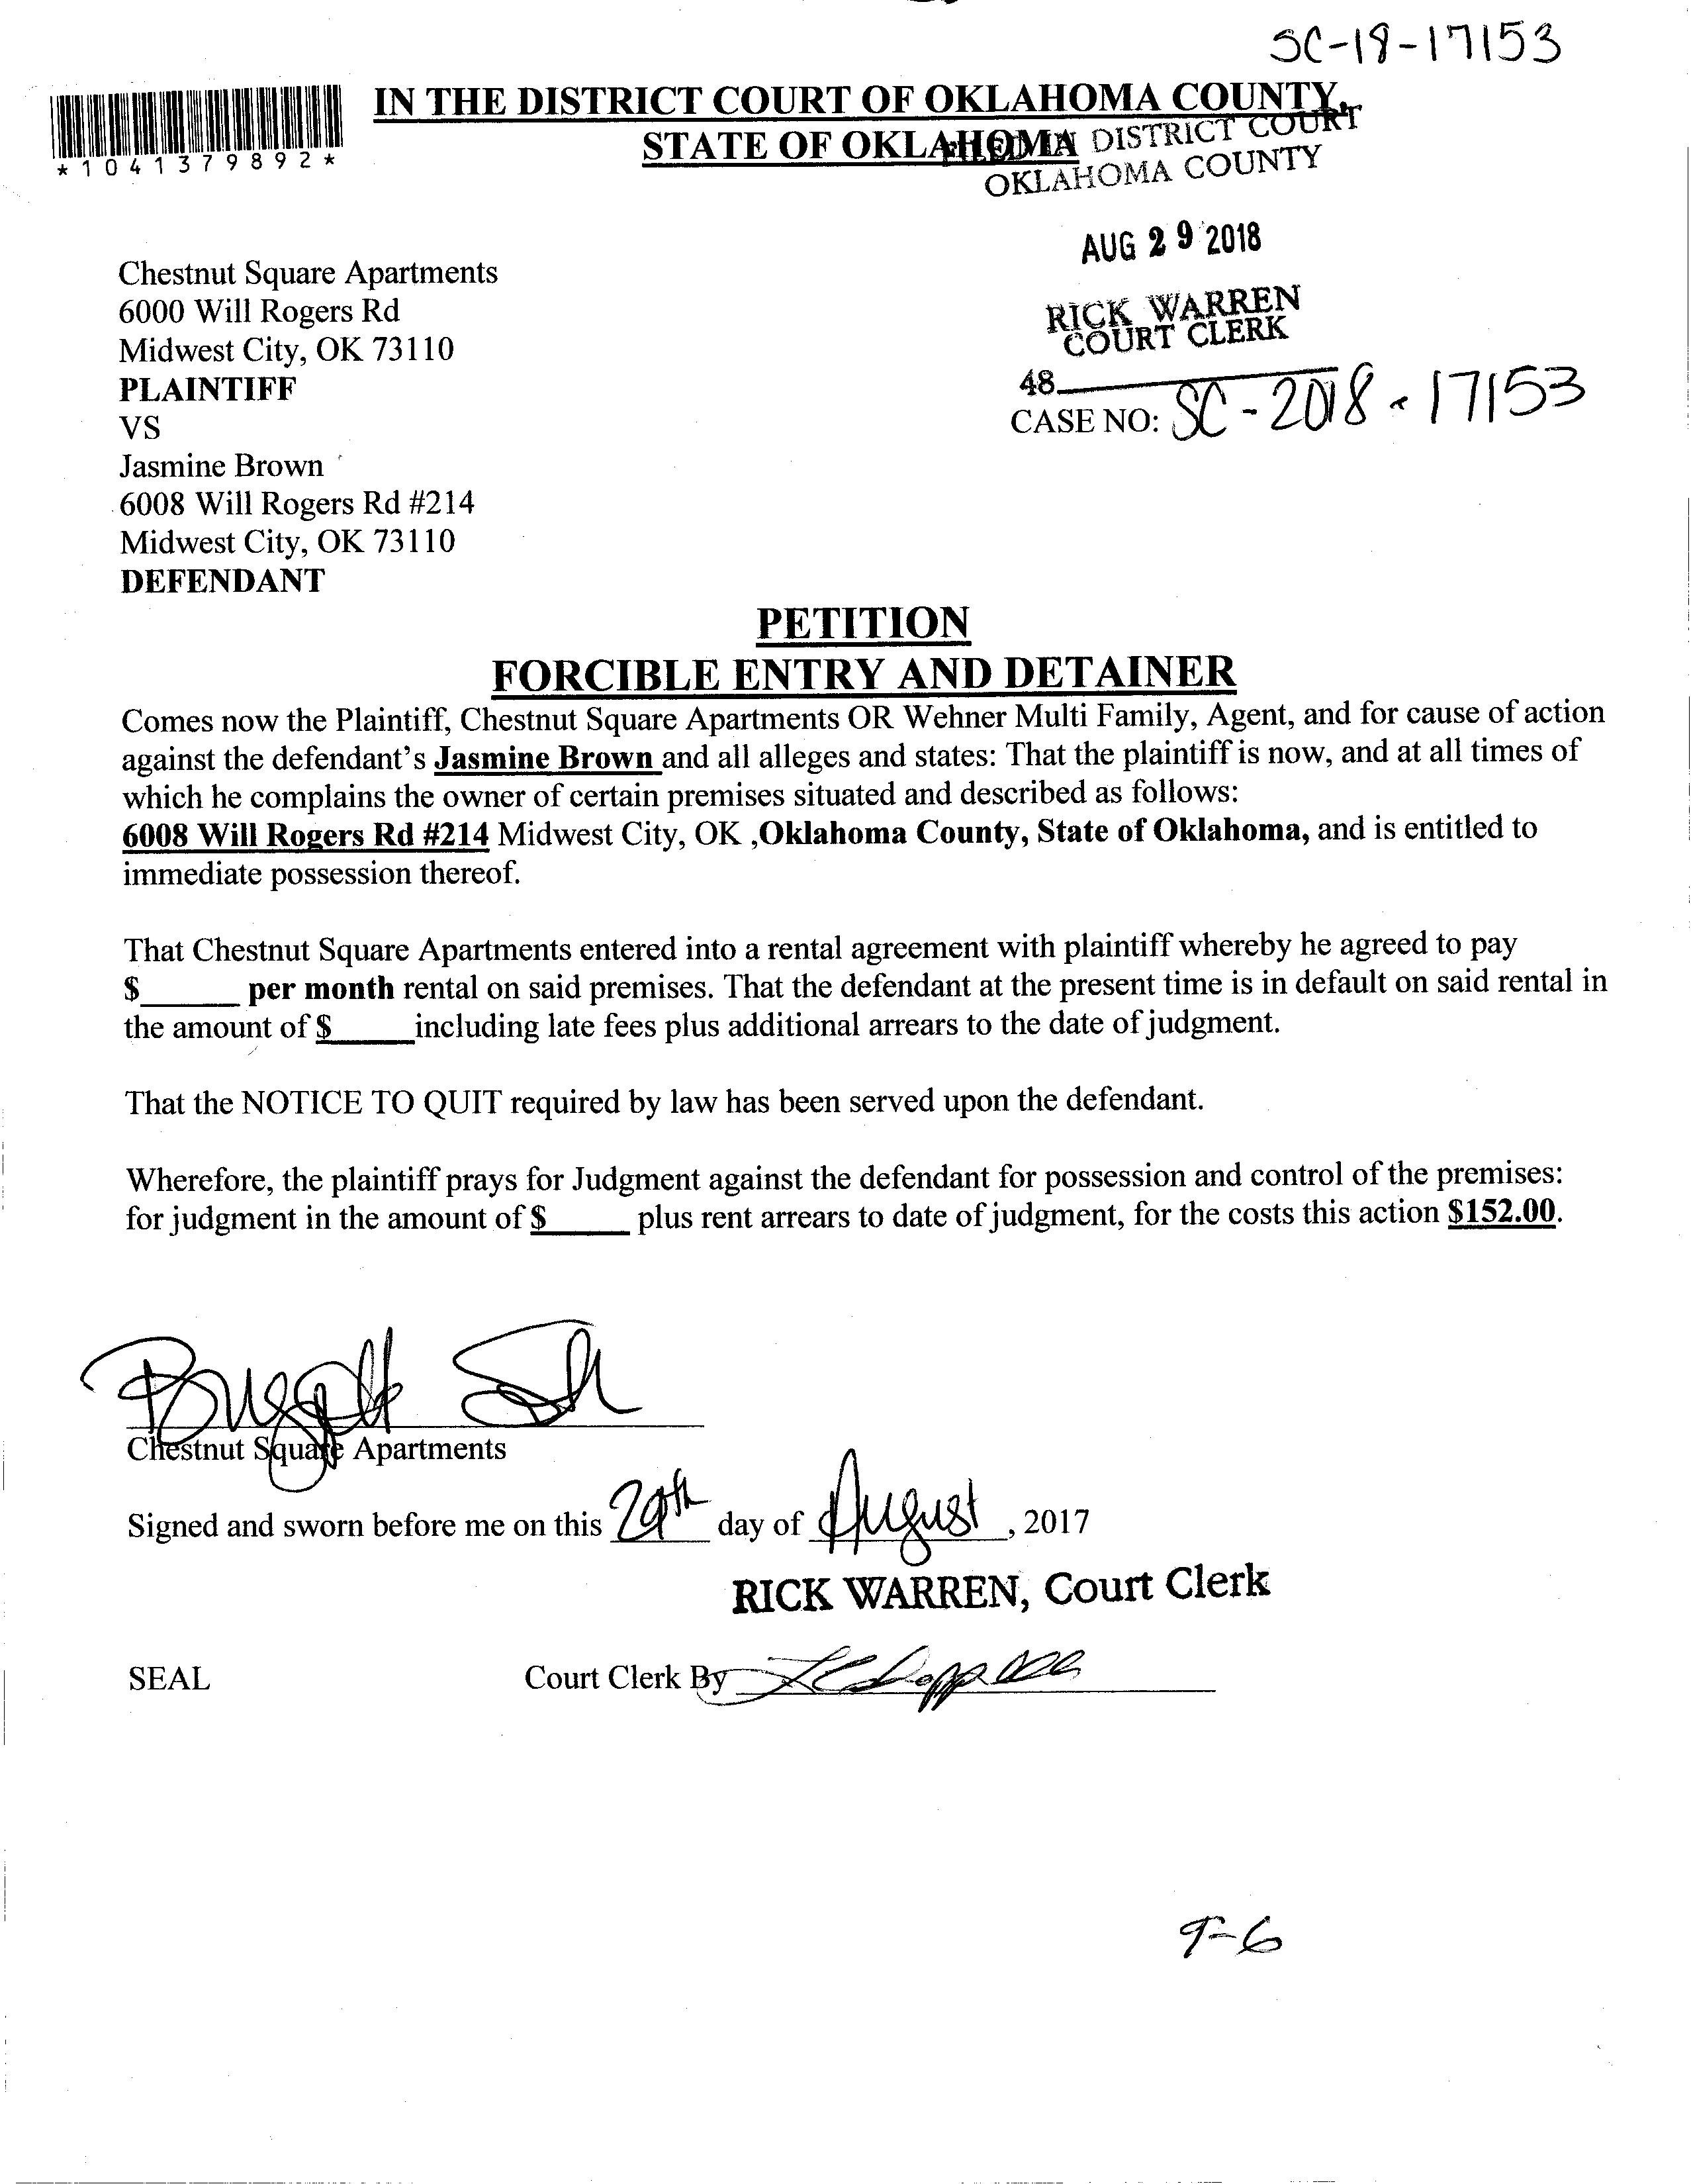 SC-18-17153
*1041379892*
IN THE DISTRICT COURT OF OKLAHOMA COUNTY,
STATE OF OKLAHOMA
FILED IN DISTRICT COURT
OKLAHOMA COUNTY
AUG 29 2018
RICK WARREN
COURT CLERK
48
CASE NO: SC-2018-17153
Chestnut Square Apartments
6000 Will Rogers Rd
Midwest City, OK 73110
PLAINTIFF
VS
Jasmine Brown
6008 Will Rogers Rd #214
Midwest City, OK 73110
DEFENDANT
PETITION
FORCIBLE ENTRY AND DETAINER
Comes now the Plaintiff, Chestnut Square Apartments OR Wehner Multi Family, Agent, and for cause of action
against the defendant's Jasmine Brown and all alleges and states: That the plaintiff is now, and at all times of
which he complains the owner of certain premises situated and described as follows:
6008 Will Rogers Rd #214 Midwest City, OK ,Oklahoma County, State of Oklahoma, and is entitled to
immediate possession thereof.
That Chestnut Square Apartments entered into a rental agreement with plaintiff whereby he agreed to pay
$______ per month rental on said premises. That the defendant at the present time is in default on said rental in
the amount of $_____including late fees plus additional arrears to the date of judgment.
That the NOTICE TO QUIT required by law has been served upon the defendant.
Wherefore, the plaintiff prays for Judgment against the defendant for possession and control of the premises:
for judgment in the amount of $_____ plus rent arrears to date of judgment, for the costs this action $152.00.
Chestnut Square Apartments
Signed and sworn before me on this 29th day of August, 2017
RICK WARREN, Court Clerk
SEAL Court Clerk By
9-6